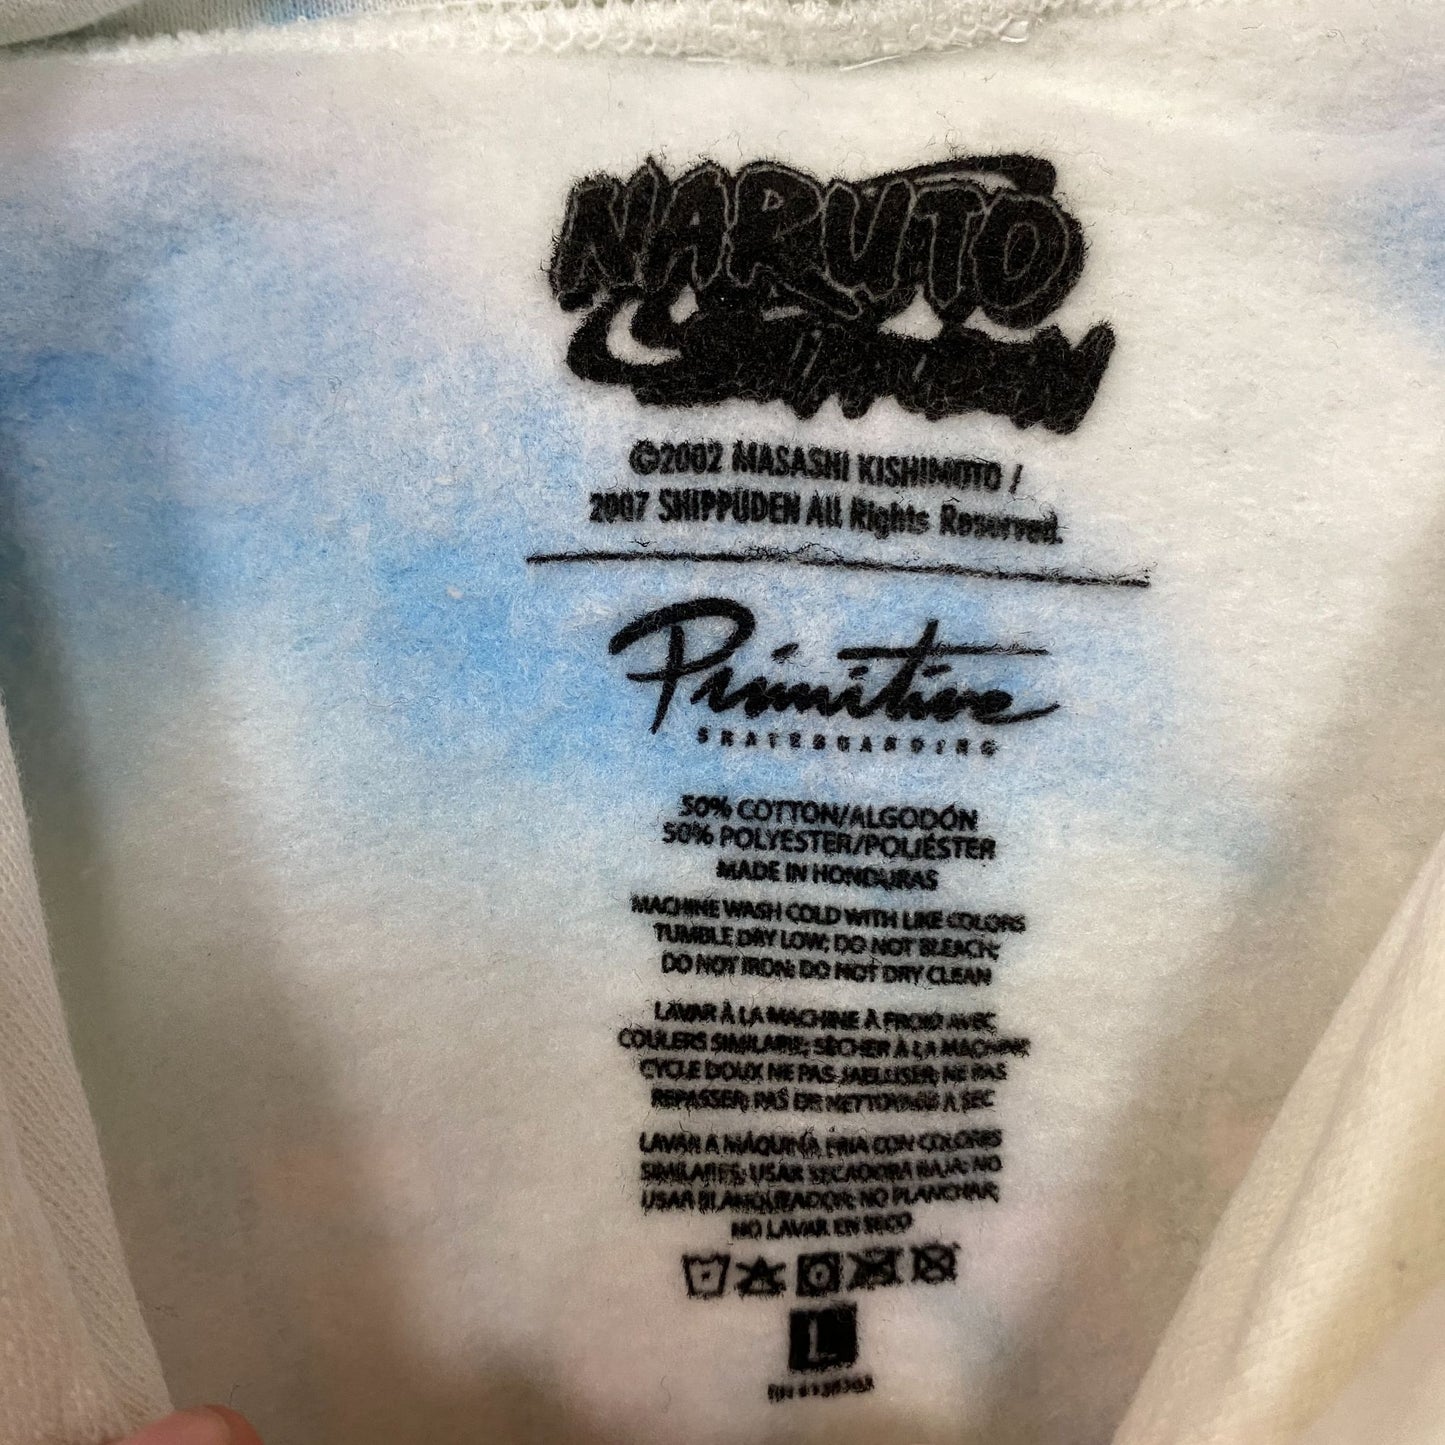 NARUTO
SHIPPUDEN
©2002 MASASHI KISHIMOTO /
2007 SHIPPUDEN All Rights Reserved.
Primitive
SKATEBOARDING
50% COTTON/ALGODÓN
50% POLYESTER/POLIÉSTER
MADE IN HONDURAS
MACHINE WASH COLD WITH LIKE COLORS
TUMBLE DRY LOW; DO NOT BLEACH;
DO NOT IRON; DO NOT DRY CLEAN
LAVAR À LA MACHINE À FROID AVEC
COULERS SIMILARIE; SÉCHER À LA MACHINE
CYCLE DOUX NE PAS JAELLISER; NE PAS
REPASSER; PAS DE NETTOYAGE A SEC
LAVAR A MÁQUINA FRIA CON COLORES
SIMILARES; USAR SECADORA BAJA; NO
USAR BLANQUEADOR; NO PLANCHAR;
NO LAVAR EN SECO
L